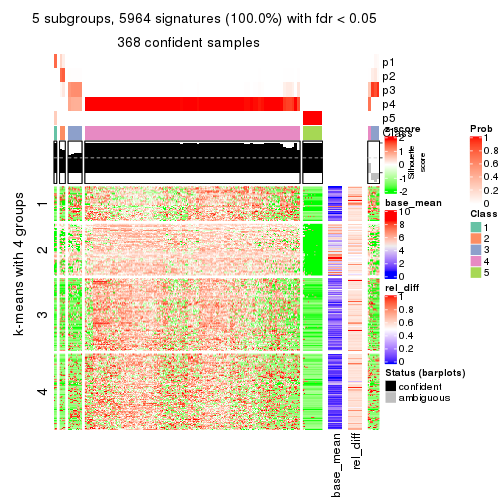 5 subgroups, 5964 signatures (100.0%) with fdr < 0.05
368 confident samples
p1
p2
p3
p4
p5
Class
Silhouette
score
k-means with 4 groups
1
2
3
4
base_mean
rel_diff
z-score
2
1
0
-1
-2
base_mean
10
8
6
4
2
0
rel_diff
1
0.8
0.6
0.4
0.2
0
Status (barplots)
confident
ambiguous
Prob
1
0.8
0.6
0.4
0.2
0
Class
1
2
3
4
5